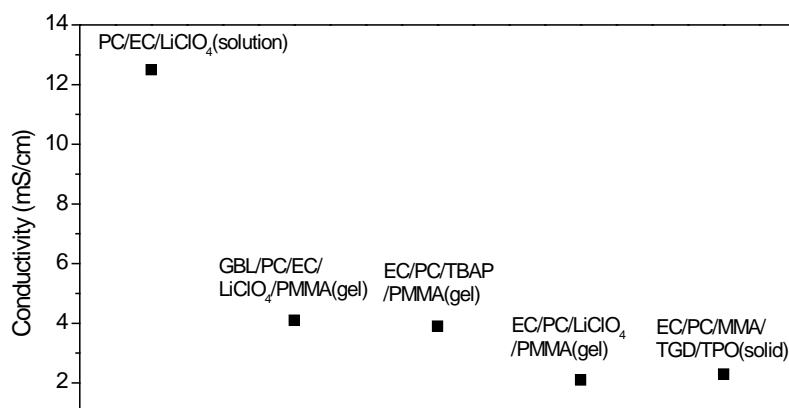 14
PC/EC/LiClO₄(solution)
12
10
8
Conductivity (mS/cm)
6
GBL/PC/EC/
LiClO₄/PMMA(gel)
EC/PC/TBAP
/PMMA(gel)
4
EC/PC/LiClO₄
/PMMA(gel)
EC/PC/MMA/
TGD/TPO(solid)
2